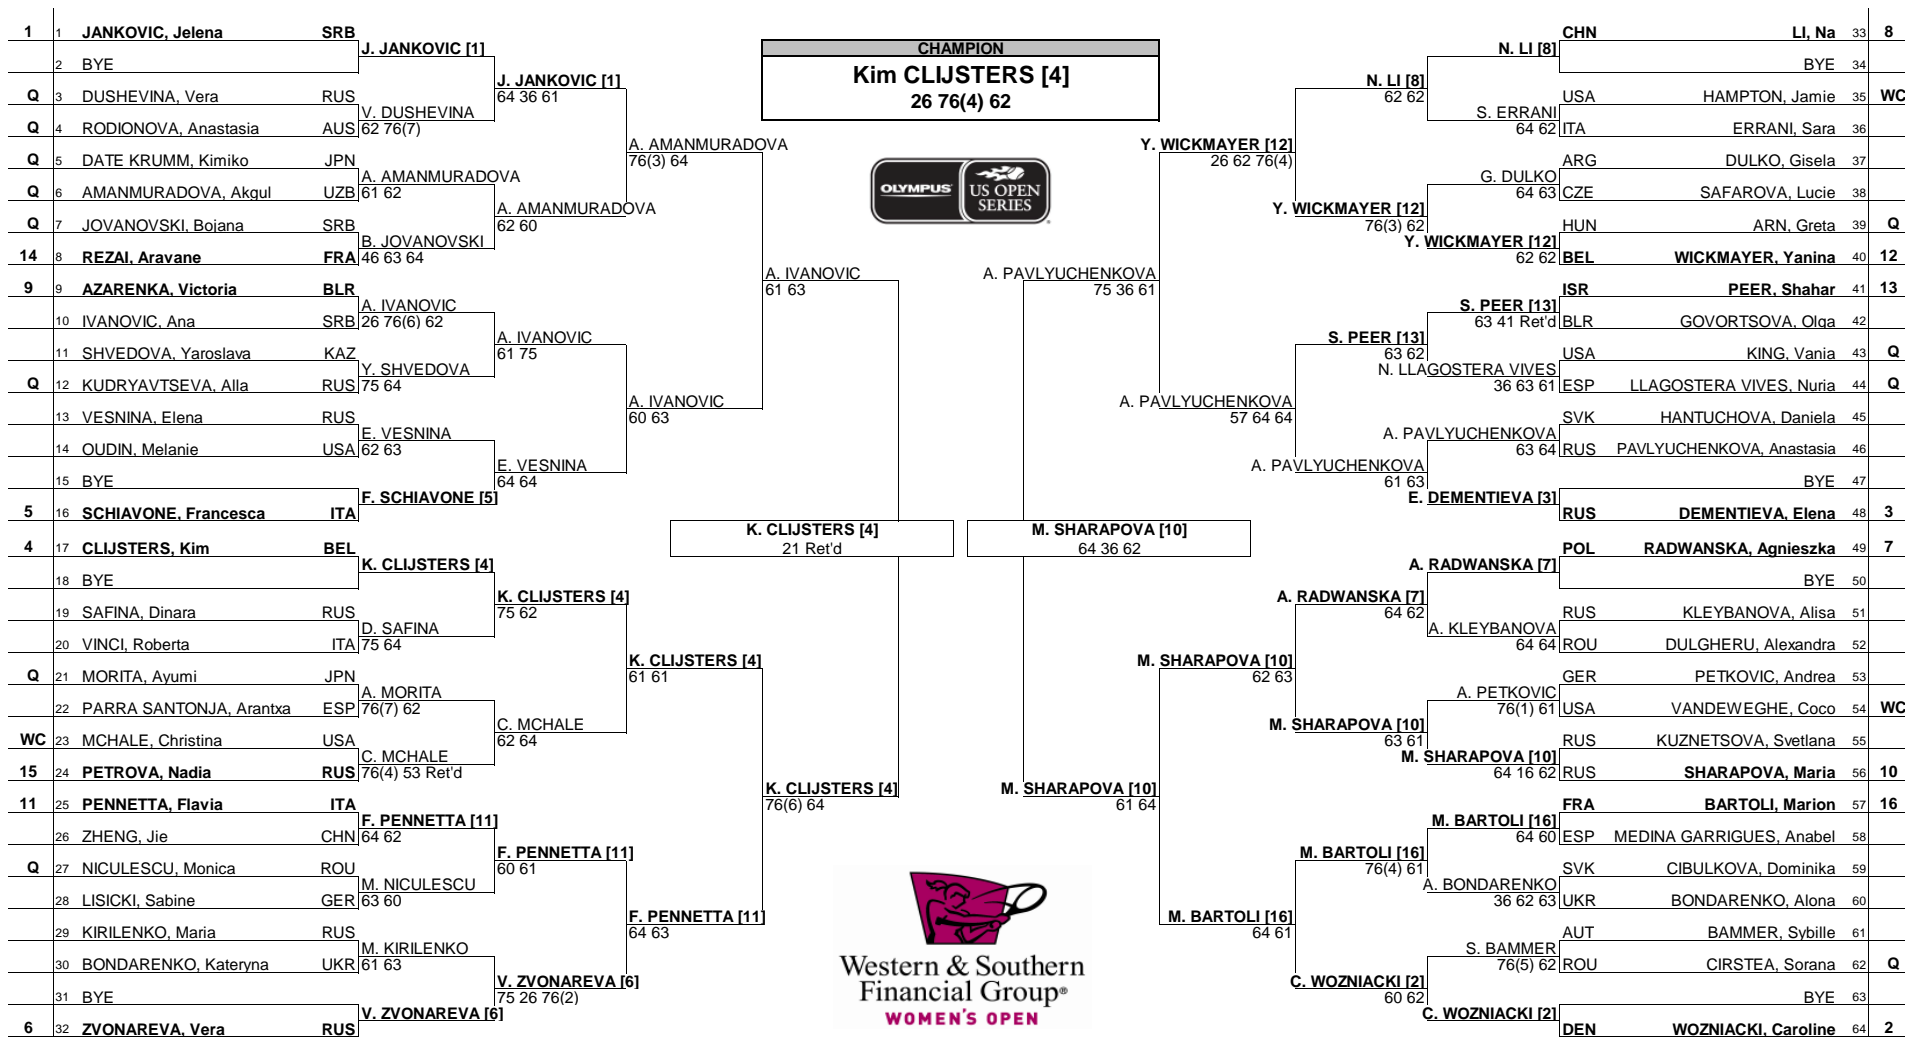 1 1 JANKOVIC, Jelena SRB
2 BYE
Q 3 DUSHEVINA, Vera RUS
Q 4 RODIONOVA, Anastasia AUS
Q 5 DATE KRUMM, Kimiko JPN
Q 6 AMANMURADOVA, Akgul UZB
Q 7 JOVANOVSKI, Bojana SRB
14 8 REZAI, Aravane FRA
9 9 AZARENKA, Victoria BLR
10 IVANOVIC, Ana SRB
11 SHVEDOVA, Yaroslava KAZ
Q 12 KUDRYAVTSEVA, Alla RUS
13 VESNINA, Elena RUS
14 OUDIN, Melanie USA
15 BYE
5 16 SCHIAVONE, Francesca ITA
4 17 CLIJSTERS, Kim BEL
18 BYE
19 SAFINA, Dinara RUS
20 VINCI, Roberta ITA
Q 21 MORITA, Ayumi JPN
22 PARRA SANTONJA, Arantxa ESP
WC 23 MCHALE, Christina USA
15 24 PETROVA, Nadia RUS
11 25 PENNETTA, Flavia ITA
26 ZHENG, Jie CHN
Q 27 NICULESCU, Monica ROU
28 LISICKI, Sabine GER
29 KIRILENKO, Maria RUS
30 BONDARENKO, Kateryna UKR
31 BYE
6 32 ZVONAREVA, Vera RUS
J. JANKOVIC [1]
V. DUSHEVINA
62 76(7)
A. AMANMURADOVA
61 62
B. JOVANOVSKI
46 63 64
A. IVANOVIC
26 76(6) 62
Y. SHVEDOVA
75 64
E. VESNINA
62 63
F. SCHIAVONE [5]
K. CLIJSTERS [4]
D. SAFINA
75 64
A. MORITA
76(7) 62
C. MCHALE
76(4) 53 Ret'd
F. PENNETTA [11]
64 62
M. NICULESCU
63 60
M. KIRILENKO
61 63
V. ZVONAREVA [6]
J. JANKOVIC [1]
64 36 61
A. AMANMURADOVA
62 60
A. IVANOVIC
61 75
E. VESNINA
64 64
K. CLIJSTERS [4]
75 62
C. MCHALE
62 64
F. PENNETTA [11]
60 61
V. ZVONAREVA [6]
75 26 76(2)
A. AMANMURADOVA
76(3) 64
A. IVANOVIC
60 63
K. CLIJSTERS [4]
61 61
F. PENNETTA [11]
64 63
A. IVANOVIC
61 63
K. CLIJSTERS [4]
76(6) 64
K. CLIJSTERS [4]
21 Ret'd
CHAMPION
Kim CLIJSTERS [4]
26 76(4) 62
OLYMPUS
US OPEN
SERIES
M. SHARAPOVA [10]
64 36 62
A. PAVLYUCHENKOVA
75 36 61
M. SHARAPOVA [10]
61 64
Y. WICKMAYER [12]
26 62 76(4)
A. PAVLYUCHENKOVA
57 64 64
M. SHARAPOVA [10]
62 63
M. BARTOLI [16]
64 61
N. LI [8]
62 62
Y. WICKMAYER [12]
76(3) 62
S. PEER [13]
63 62
A. PAVLYUCHENKOVA
61 63
A. RADWANSKA [7]
64 62
M. SHARAPOVA [10]
63 61
M. BARTOLI [16]
76(4) 61
C. WOZNIACKI [2]
60 62
N. LI [8]
S. ERRANI
64 62
G. DULKO
64 63
Y. WICKMAYER [12]
62 62
S. PEER [13]
63 41 Ret'd
N. LLAGOSTERA VIVES
36 63 61
A. PAVLYUCHENKOVA
63 64
E. DEMENTIEVA [3]
A. RADWANSKA [7]
A. KLEYBANOVA
64 64
A. PETKOVIC
76(1) 61
M. SHARAPOVA [10]
64 16 62
M. BARTOLI [16]
64 60
A. BONDARENKO
36 62 63
S. BAMMER
76(5) 62
C. WOZNIACKI [2]
CHN LI, Na 33 8
BYE 34
USA HAMPTON, Jamie 35 WC
ITA ERRANI, Sara 36
ARG DULKO, Gisela 37
CZE SAFAROVA, Lucie 38
HUN ARN, Greta 39 Q
BEL WICKMAYER, Yanina 40 12
ISR PEER, Shahar 41 13
BLR GOVORTSOVA, Olga 42
USA KING, Vania 43 Q
ESP LLAGOSTERA VIVES, Nuria 44 Q
SVK HANTUCHOVA, Daniela 45
RUS PAVLYUCHENKOVA, Anastasia 46
BYE 47
RUS DEMENTIEVA, Elena 48 3
POL RADWANSKA, Agnieszka 49 7
BYE 50
RUS KLEYBANOVA, Alisa 51
ROU DULGHERU, Alexandra 52
GER PETKOVIC, Andrea 53
USA VANDEWEGHE, Coco 54 WC
RUS KUZNETSOVA, Svetlana 55
RUS SHARAPOVA, Maria 56 10
FRA BARTOLI, Marion 57 16
ESP MEDINA GARRIGUES, Anabel 58
SVK CIBULKOVA, Dominika 59
UKR BONDARENKO, Alona 60
AUT BAMMER, Sybille 61
ROU CIRSTEA, Sorana 62 Q
BYE 63
DEN WOZNIACKI, Caroline 64 2
Western & Southern
Financial Group®
WOMEN'S OPEN